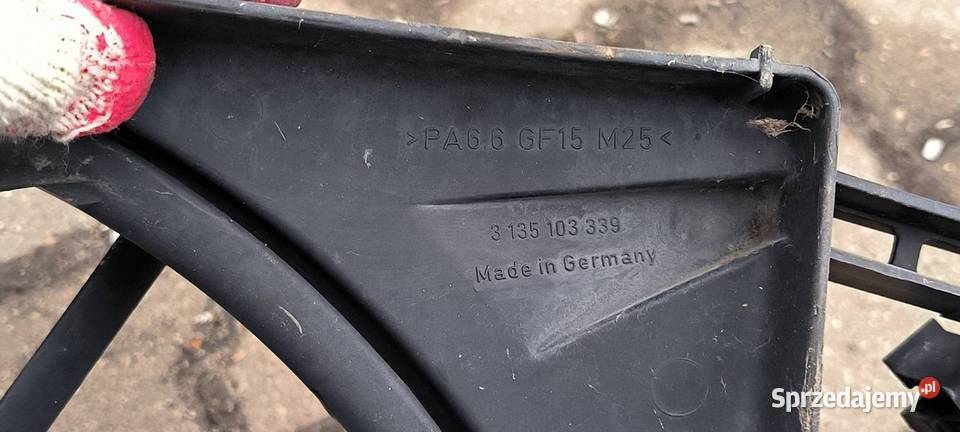 >PA6.6 GF15 M25<
3 135 103 339
Made in Germany
Sprzedajemy.pl